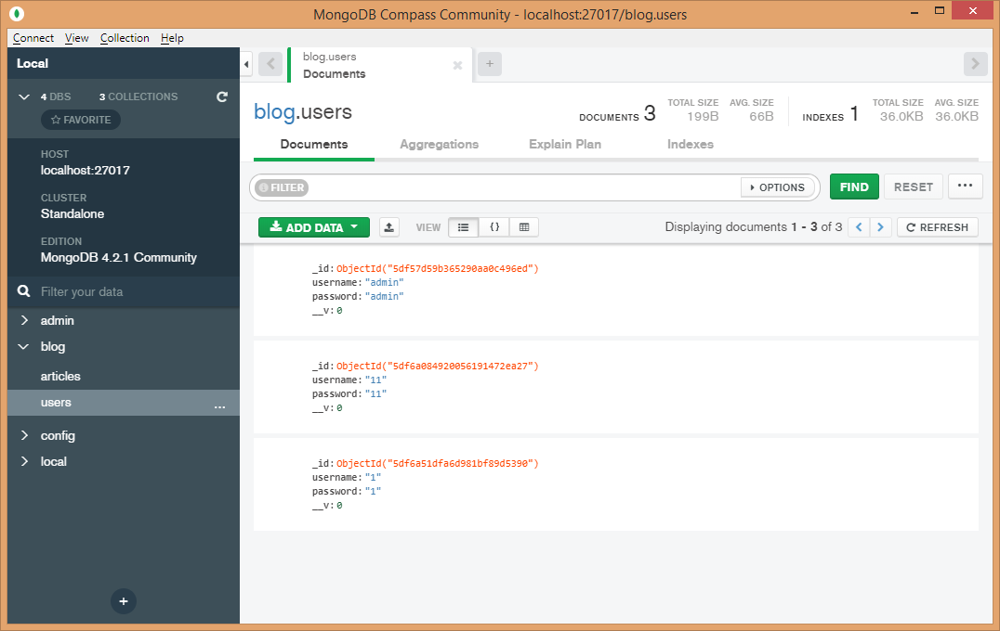 MongoDB Compass Community - localhost:27017/blog.users
Connect View Collection Help
Local
4 DBS 3 COLLECTIONS
FAVORITE
HOST
localhost:27017
CLUSTER
Standalone
EDITION
MongoDB 4.2.1 Community
Filter your data
admin
blog
articles
users ...
config
local
+
blog.users
Documents
+
blog.users
DOCUMENTS 3
TOTAL SIZE AVG. SIZE
199B 66B
INDEXES 1
TOTAL SIZE AVG. SIZE
36.0KB 36.0KB
Documents Aggregations Explain Plan Indexes
FILTER OPTIONS FIND RESET ...
ADD DATA VIEW {} Displaying documents 1 - 3 of 3 REFRESH
_id:ObjectId("5df57d59b365290aa0c496ed")
username:"admin"
password:"admin"
__v:0
_id:ObjectId("5df6a084920056191472ea27")
username:"11"
password:"11"
__v:0
_id:ObjectId("5df6a51dfa6d981bf89d5390")
username:"1"
password:"1"
__v:0